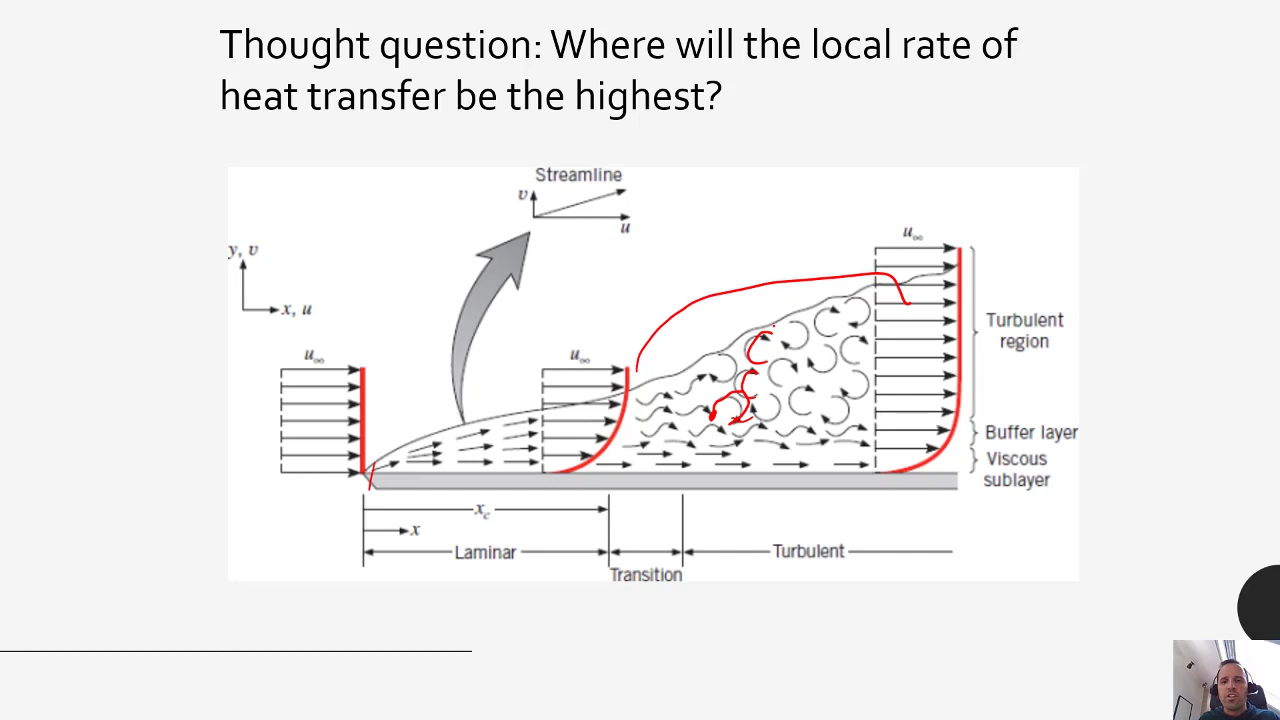 Thought question: Where will the local rate of
heat transfer be the highest?
Streamline
v
u
y, v
x, u
u∞
u∞
u∞
Turbulent
region
Buffer layer
Viscous
sublayer
xc
x
Laminar
Transition
Turbulent